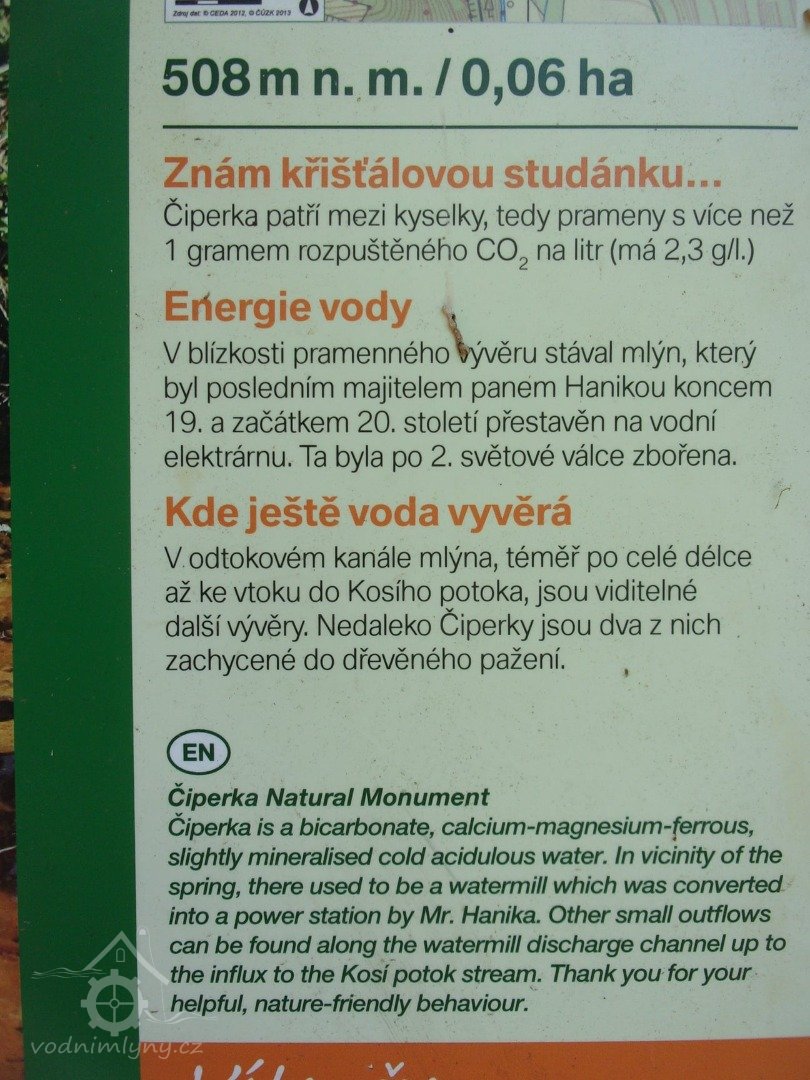 Zdroj dat: © CEDA 2012, © ČÚZK 2013
508 m n. m. / 0,06 ha
Znám křišťálovou studánku...
Čiperka patří mezi kyselky, tedy prameny s více než
1 gramem rozpuštěného CO₂ na litr (má 2,3 g/l.)
Energie vody
V blízkosti pramenného vývěru stával mlýn, který
byl posledním majitelem panem Hanikou koncem
19. a začátkem 20. století přestavěn na vodní
elektrárnu. Ta byla po 2. světové válce zbořena.
Kde ještě voda vyvěrá
V odtokovém kanále mlýna, téměř po celé délce
až ke vtoku do Kosího potoka, jsou viditelné
další vývěry. Nedaleko Čiperky jsou dva z nich
zachycené do dřevěného pažení.
EN
Čiperka Natural Monument
Čiperka is a bicarbonate, calcium-magnesium-ferrous,
slightly mineralised cold acidulous water. In vicinity of the
spring, there used to be a watermill which was converted
into a power station by Mr. Hanika. Other small outflows
can be found along the watermill discharge channel up to
the influx to the Kosí potok stream. Thank you for your
helpful, nature-friendly behaviour.
vodnimlyny.cz